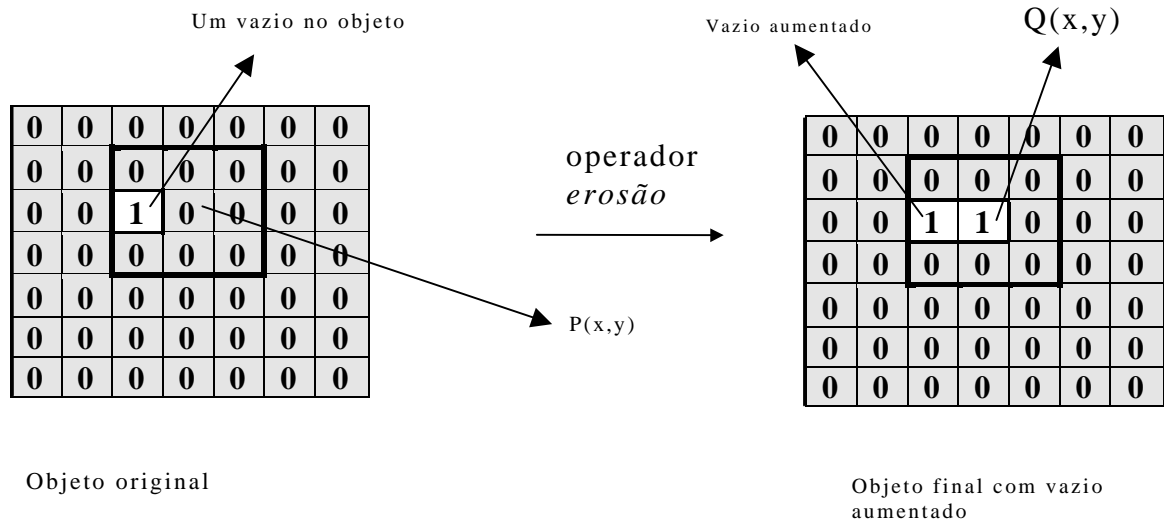 Um vazio no objeto
Vazio aumentado
Q(x,y)
0 0 0 0 0 0 0
0 0 0 0 0 0 0
0 0 1 0 0 0 0
0 0 0 0 0 0 0
0 0 0 0 0 0 0
0 0 0 0 0 0 0
0 0 0 0 0 0 0
operador
erosão
P(x,y)
0 0 0 0 0 0 0
0 0 0 0 0 0 0
0 0 1 1 0 0 0
0 0 0 0 0 0 0
0 0 0 0 0 0 0
0 0 0 0 0 0 0
0 0 0 0 0 0 0
Objeto original
Objeto final com vazio
aumentado